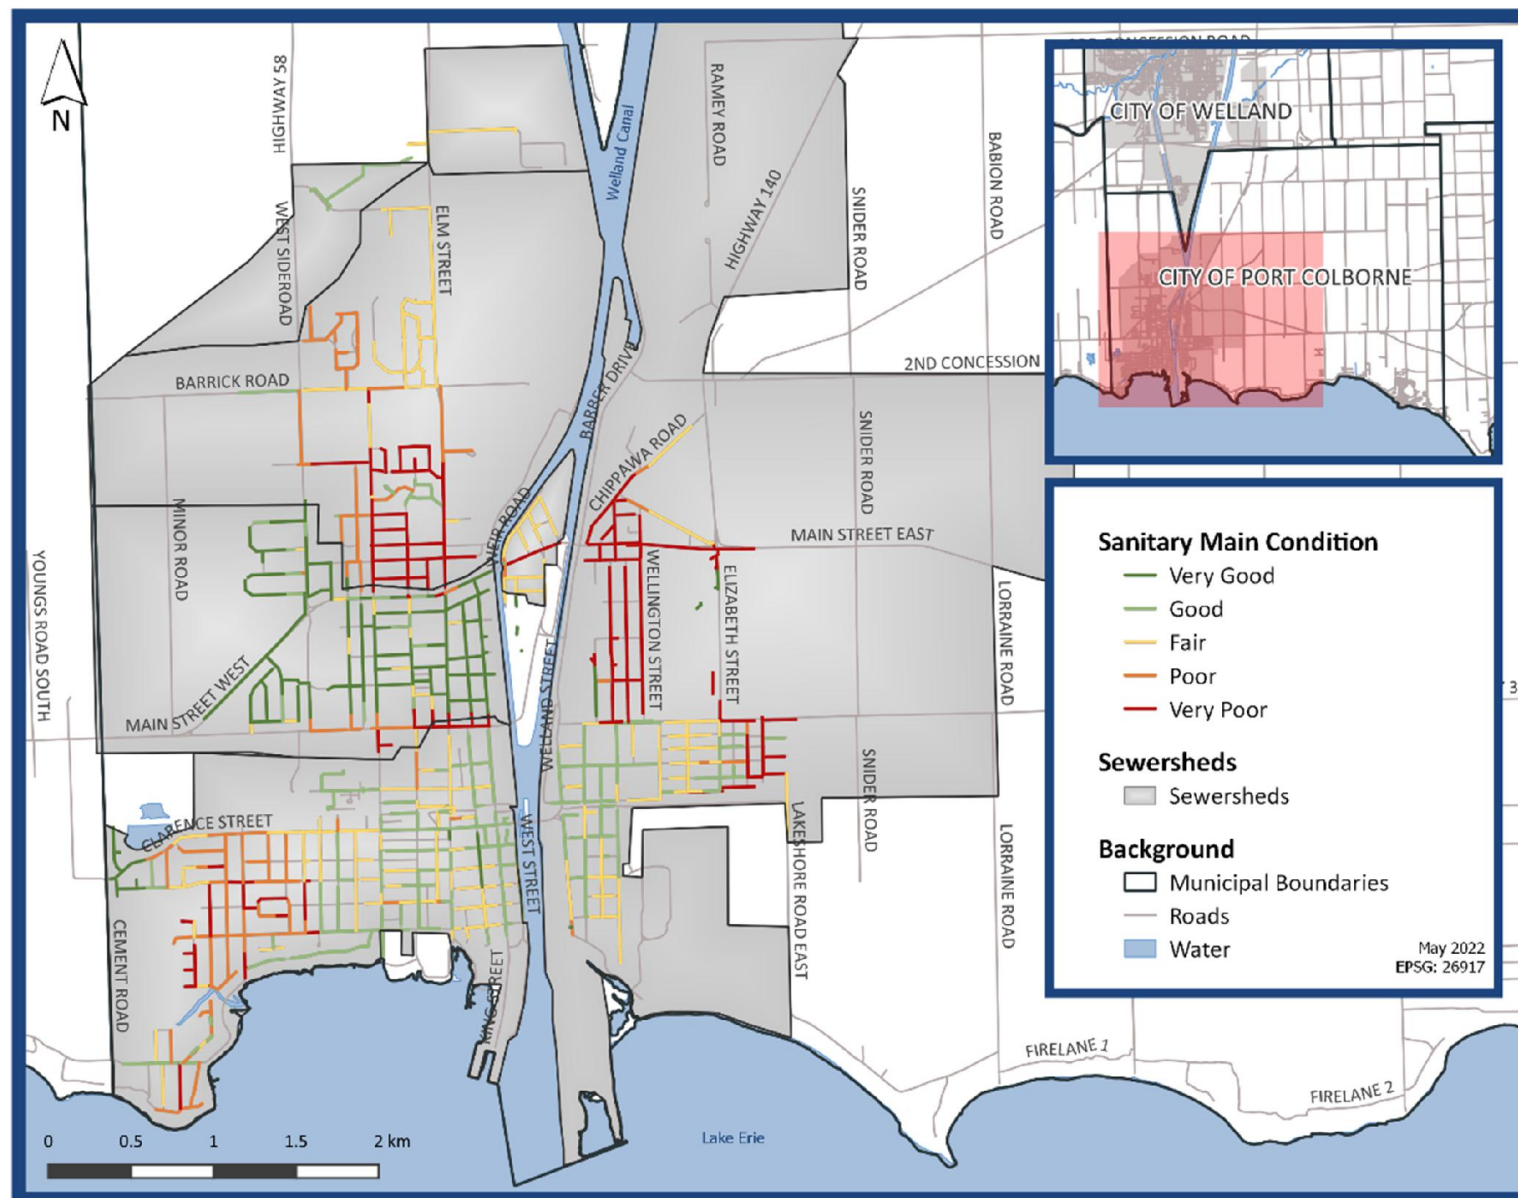 N
HIGHWAY 58
WEST SIDEROAD
ELM STREET
Welland Canal
RAMEY ROAD
HIGHWAY 140
SNIDER ROAD
BABION ROAD
BARRICK ROAD
BARBER DRIVE
2ND CONCESSION
CHIPPAWA ROAD
SNIDER ROAD
MINOR ROAD
WEIR ROAD
MAIN STREET EAST
YOUNGS ROAD SOUTH
WELLINGTON STREET
ELIZABETH STREET
LORRAINE ROAD
MAIN STREET WEST
WELLAND STREET
SNIDER ROAD
CLARENCE STREET
WEST STREET
LAKESHORE ROAD EAST
LORRAINE ROAD
CEMENT ROAD
KING STREET
FIRELANE 1
FIRELANE 2
Lake Erie
0 0.5 1 1.5 2 km
CITY OF WELLAND
CITY OF PORT COLBORNE
Sanitary Main Condition
Very Good
Good
Fair
Poor
Very Poor
Sewersheds
Sewersheds
Background
Municipal Boundaries
Roads
Water
May 2022
EPSG: 26917